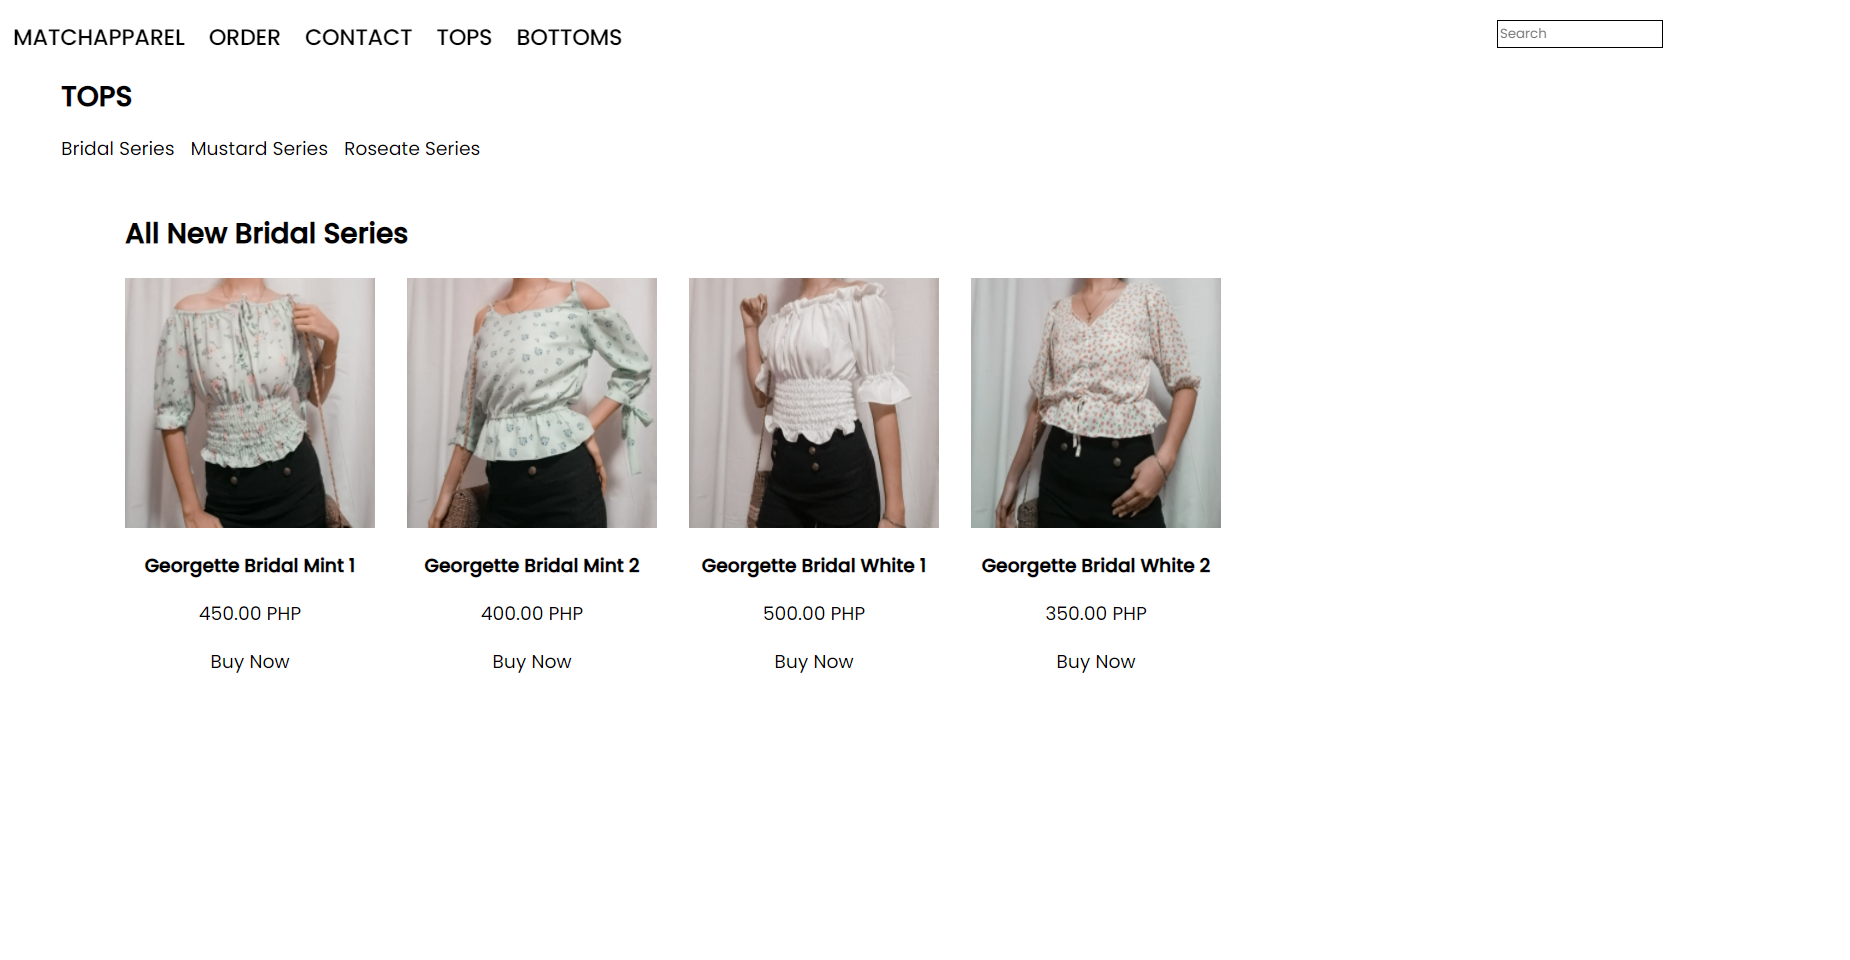 MATCHAPPAREL ORDER CONTACT TOPS BOTTOMS Search
TOPS
Bridal Series Mustard Series Roseate Series
All New Bridal Series
Georgette Bridal Mint 1 Georgette Bridal Mint 2 Georgette Bridal White 1 Georgette Bridal White 2
450.00 PHP 400.00 PHP 500.00 PHP 350.00 PHP
Buy Now Buy Now Buy Now Buy Now